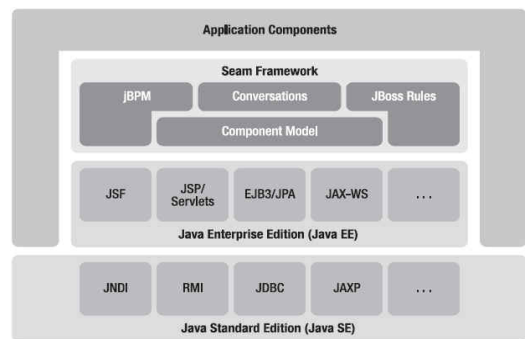 Application Components
Seam Framework
jBPM
Conversations
JBoss Rules
Component Model
JSF
JSP/
Servlets
EJB3/JPA
JAX-WS
...
Java Enterprise Edition (Java EE)
JNDI
RMI
JDBC
JAXP
...
Java Standard Edition (Java SE)